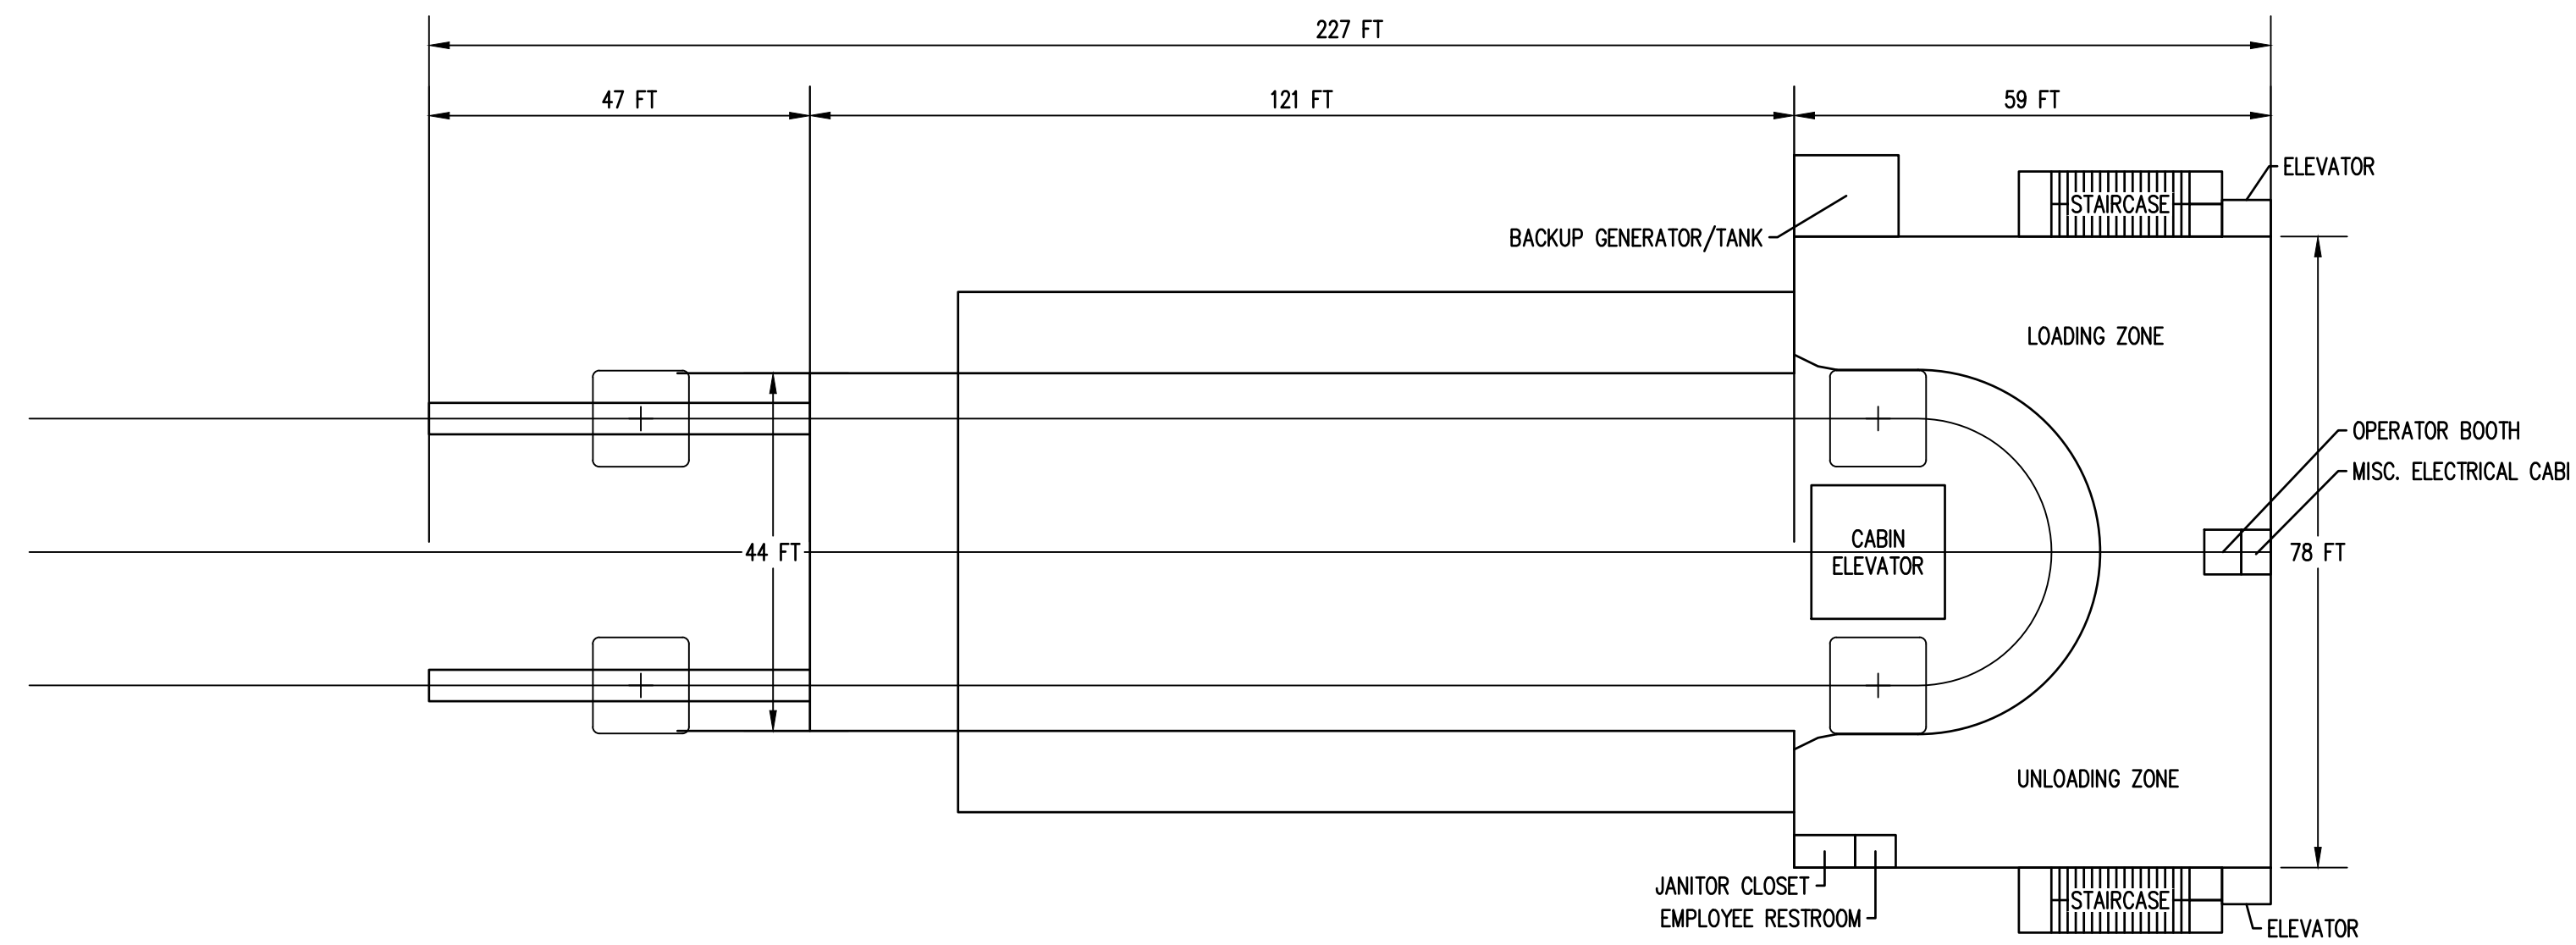 227 FT
47 FT
121 FT
59 FT
ELEVATOR
STAIRCASE
BACKUP GENERATOR/TANK
LOADING ZONE
OPERATOR BOOTH
MISC. ELECTRICAL CABI
CABIN
ELEVATOR
44 FT
78 FT
UNLOADING ZONE
JANITOR CLOSET
EMPLOYEE RESTROOM
STAIRCASE
ELEVATOR